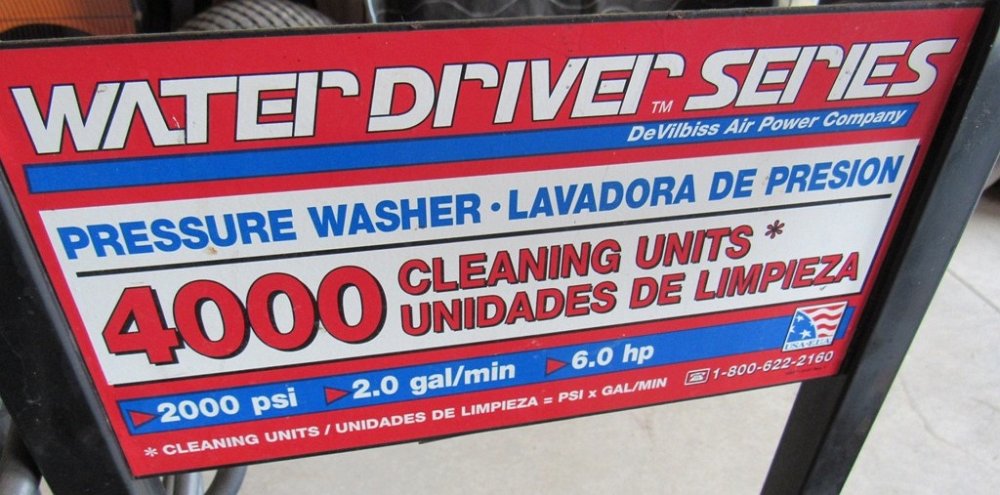 WATER DRIVER SERIES
TM
DeVilbiss Air Power Company
PRESSURE WASHER • LAVADORA DE PRESION
4000 CLEANING UNITS *
UNIDADES DE LIMPIEZA
2000 psi 2.0 gal/min 6.0 hp
USA-EUA
1-800-622-2160
* CLEANING UNITS / UNIDADES DE LIMPIEZA = PSI x GAL/MIN